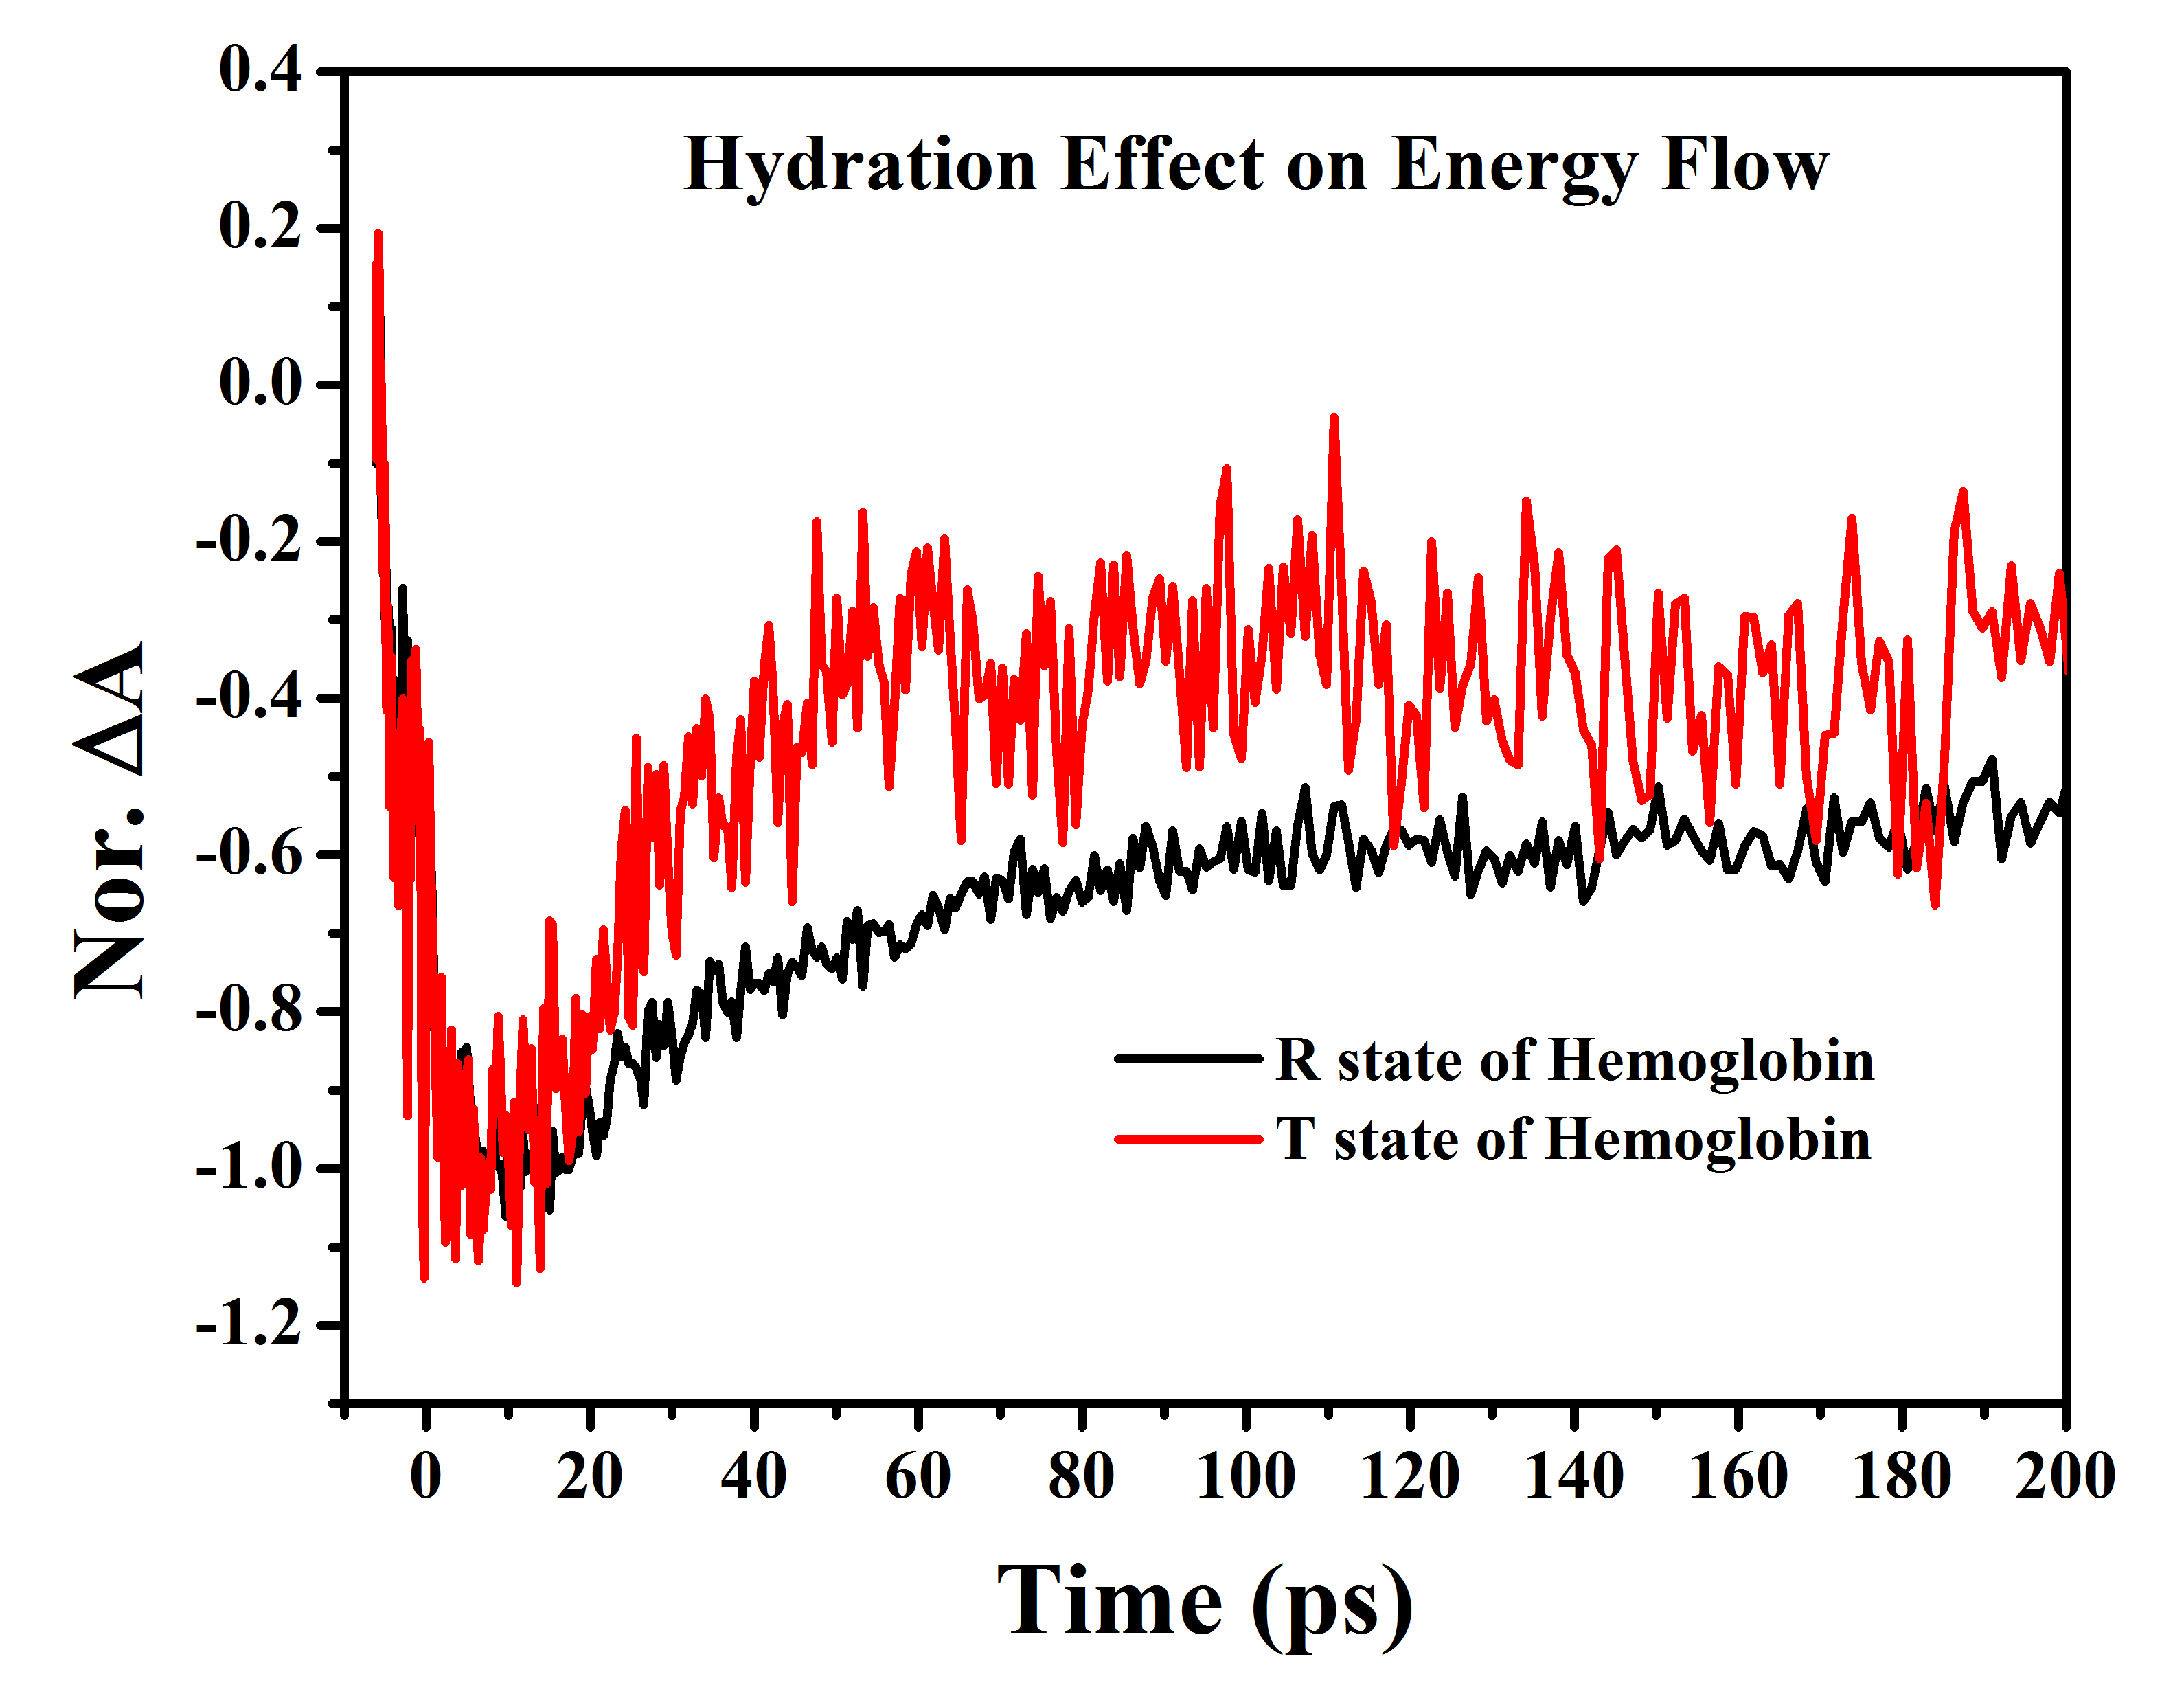 0.4
Hydration Effect on Energy Flow
0.2
0.0
-0.2
-0.4
Nor. ΔA
-0.6
-0.8
R state of Hemoglobin
T state of Hemoglobin
-1.0
-1.2
0 20 40 60 80 100 120 140 160 180 200
Time (ps)